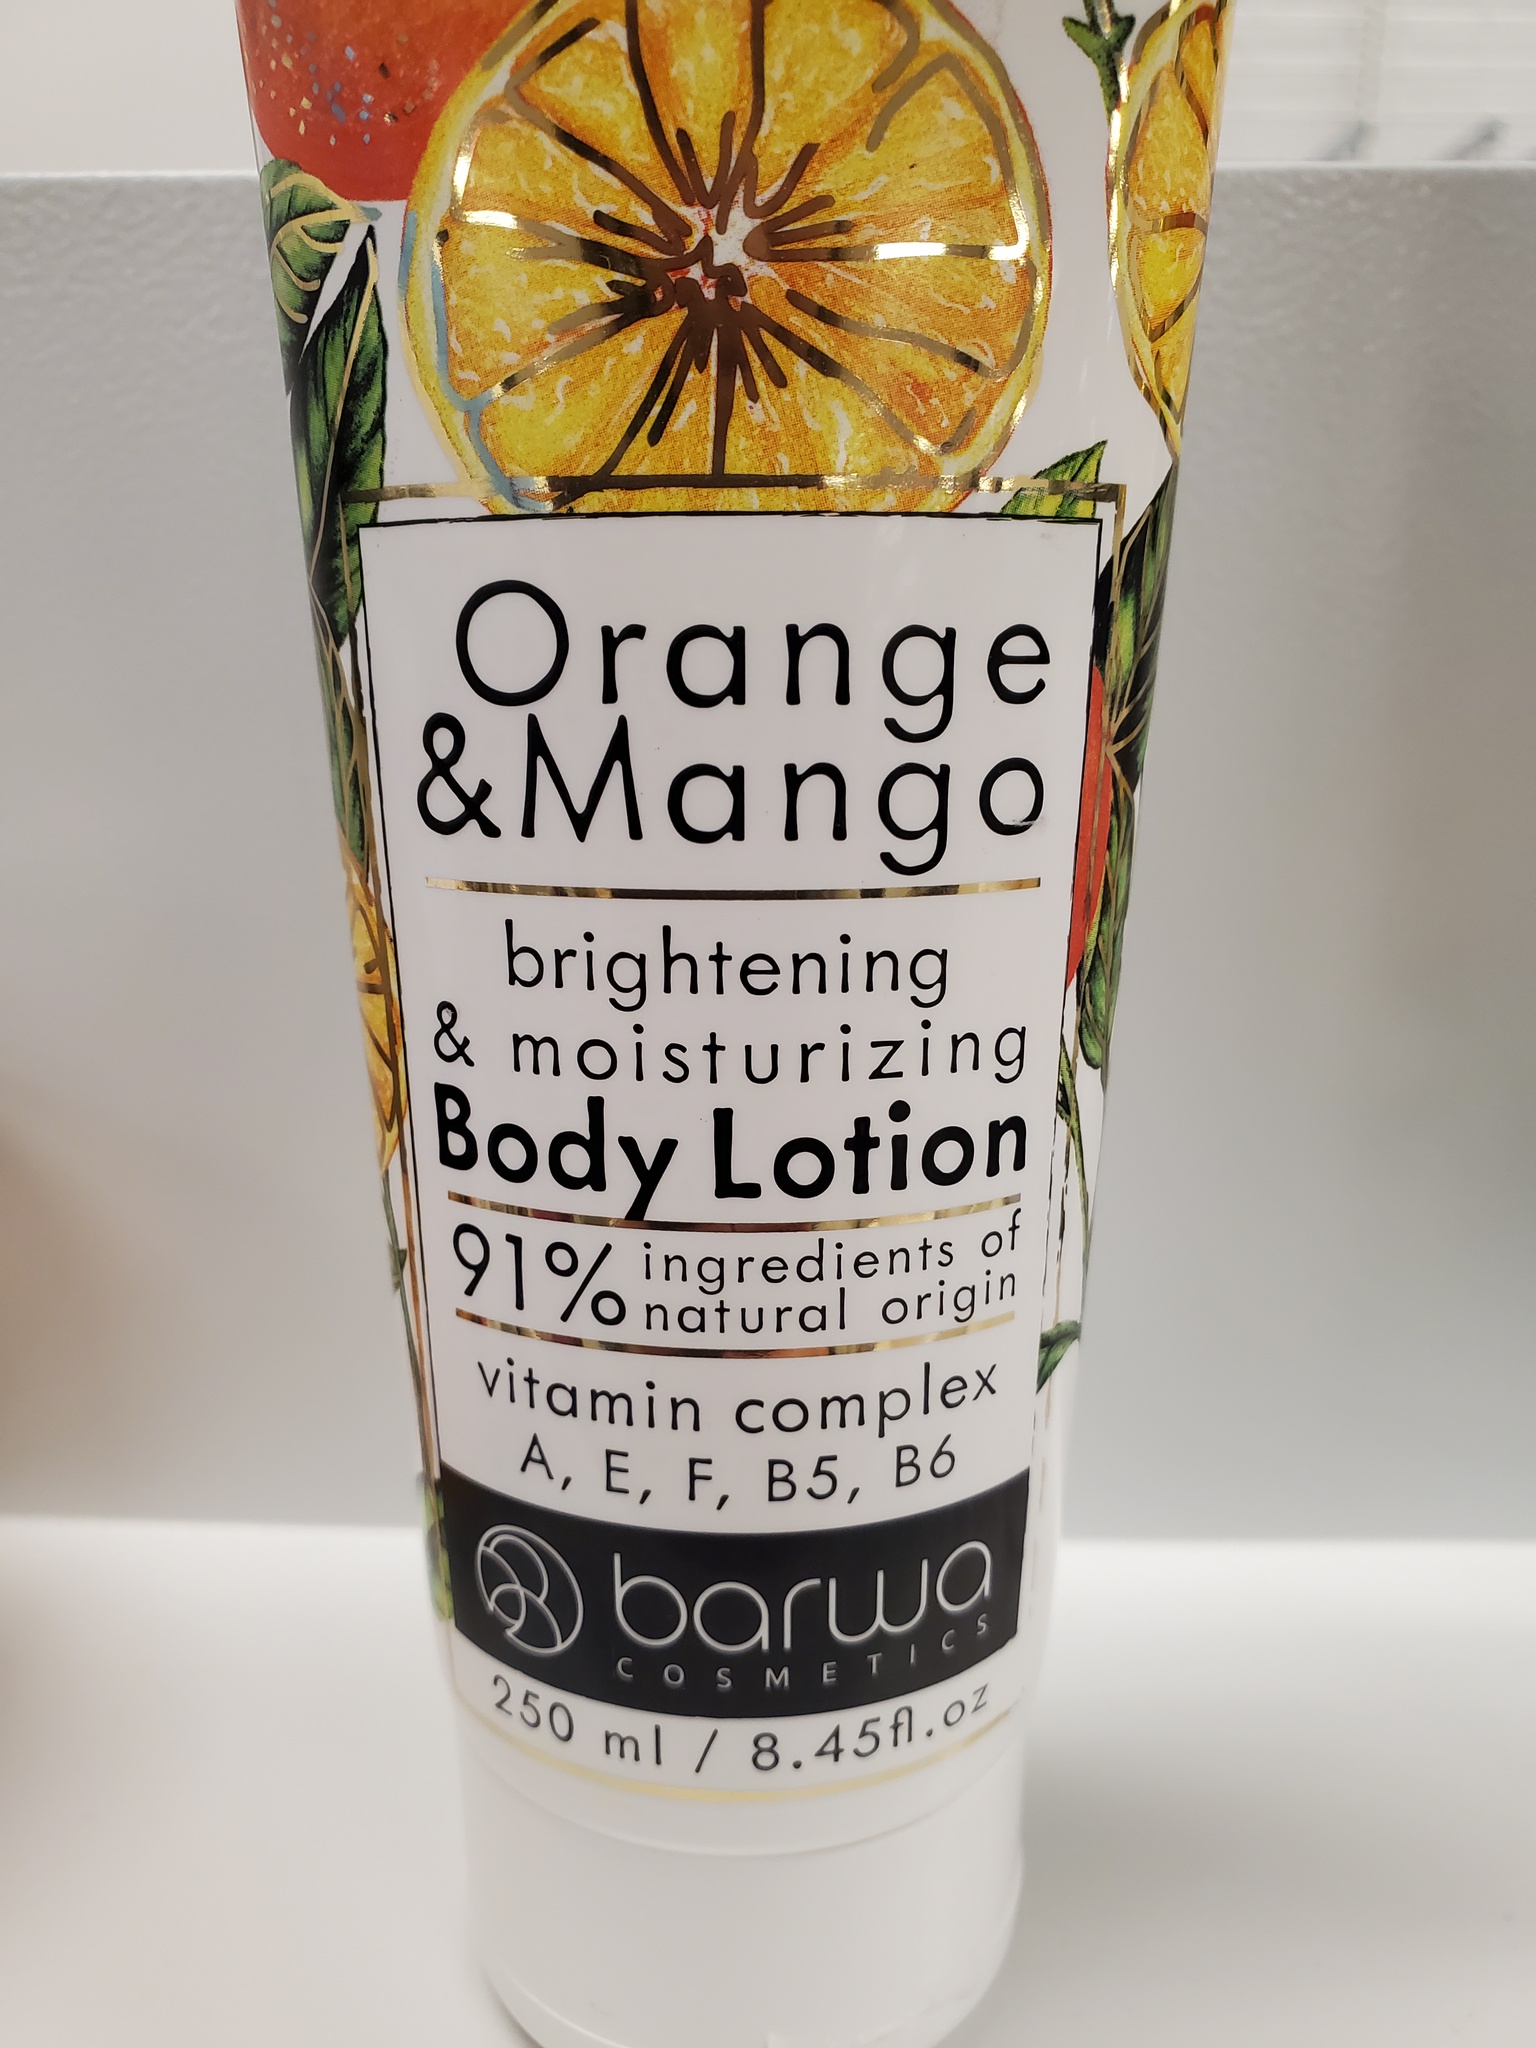 Orange
&Mango
brightening
& moisturizing
Body Lotion
91% ingredients of
natural origin
vitamin complex
A, E, F, B5, B6
barwa
COSMETICS
250 ml / 8.45fl.oz